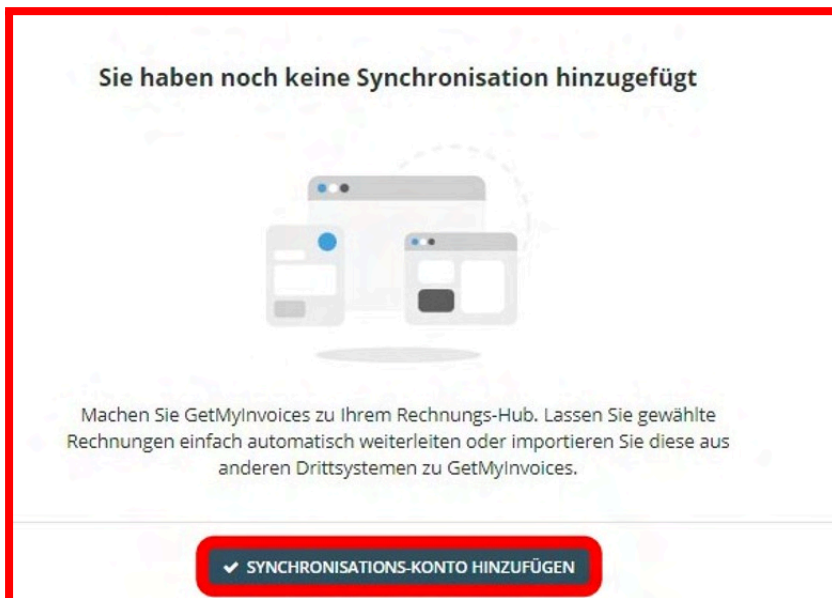 Sie haben noch keine Synchronisation hinzugefügt
Machen Sie GetMyInvoices zu Ihrem Rechnungs-Hub. Lassen Sie gewählte
Rechnungen einfach automatisch weiterleiten oder importieren Sie diese aus
anderen Drittsystemen zu GetMyInvoices.
SYNCHRONISATIONS-KONTO HINZUFÜGEN